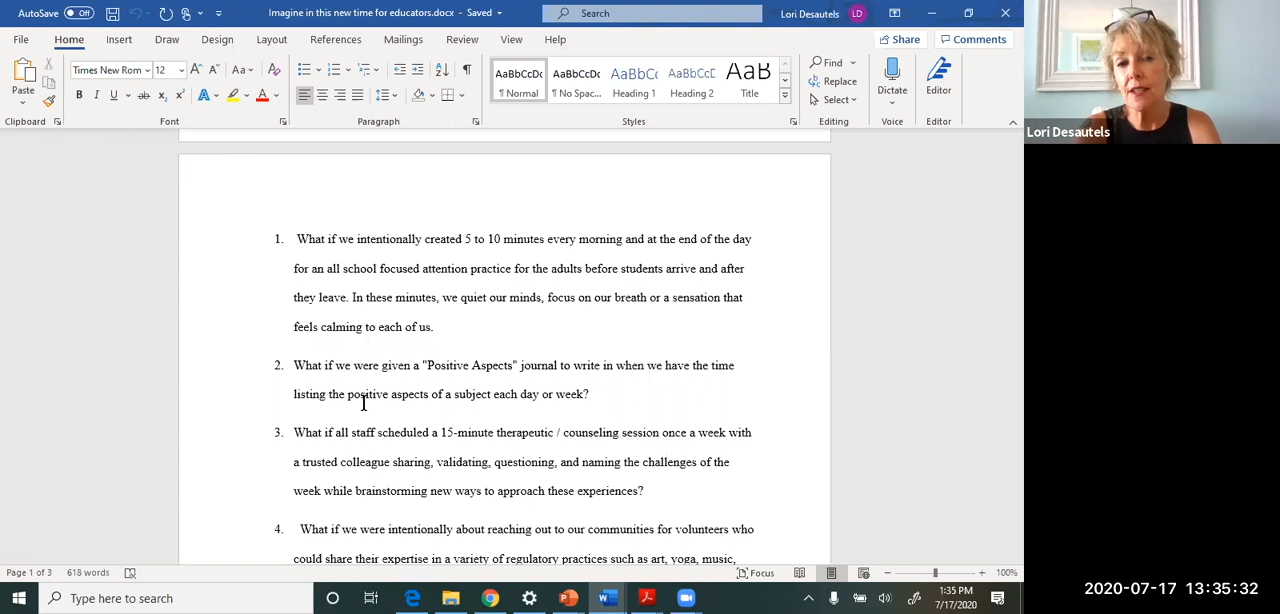 AutoSave Off Imagine in this new time for educators.docx - Saved Search Lori Desautels LD
File Home Insert Draw Design Layout References Mailings Review View Help Share Comments
Paste
Times New Rom 12 A A Aa A
B I U ab x₂ x² A A
AaBbCcDc AaBbCcDc AaBbCc AaBbCcE AaB
¶ Normal ¶ No Spac... Heading 1 Heading 2 Title
Find
Replace
Select
Dictate Editor
Clipboard Font Paragraph Styles Editing Voice Editor
Lori Desautels
1. What if we intentionally created 5 to 10 minutes every morning and at the end of the day
for an all school focused attention practice for the adults before students arrive and after
they leave. In these minutes, we quiet our minds, focus on our breath or a sensation that
feels calming to each of us.
2. What if we were given a "Positive Aspects" journal to write in when we have the time
listing the positive aspects of a subject each day or week?
3. What if all staff scheduled a 15-minute therapeutic / counseling session once a week with
a trusted colleague sharing, validating, questioning, and naming the challenges of the
week while brainstorming new ways to approach these experiences?
4. What if we were intentionally about reaching out to our communities for volunteers who
could share their expertise in a variety of regulatory practices such as art, yoga, music,
Page 1 of 3 618 words Focus 100%
Type here to search
1:35 PM
7/17/2020
2020-07-17 13:35:32